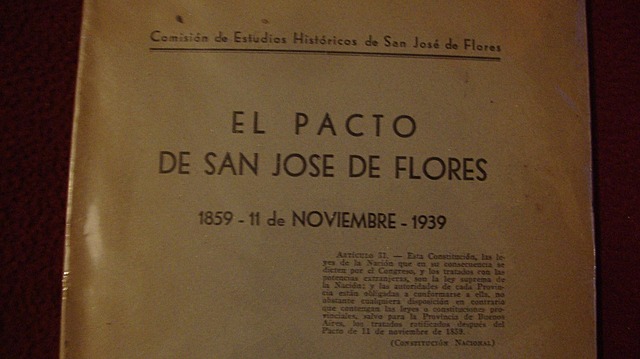 Comisión de Estudios Históricos de San José de Flores
EL PACTO
DE SAN JOSE DE FLORES
1859 - 11 de NOVIEMBRE - 1939
ARTÍCULO 31. — Esta Constitución, las le-
yes de la Nación que en su consecuencia se
dicten por el Congreso, y los tratados con las
potencias extranjeras, son la ley suprema de
la Nación; y las autoridades de cada Provin-
cia están obligadas a conformarse a ella, no
obstante cualquiera disposición en contrario
que contengan las leyes o constituciones pro-
vinciales, salvo para la Provincia de Buenos
Aires, los tratados ratificados después del
Pacto de 11 de noviembre de 1859.
(CONSTITUCIÓN NACIONAL)